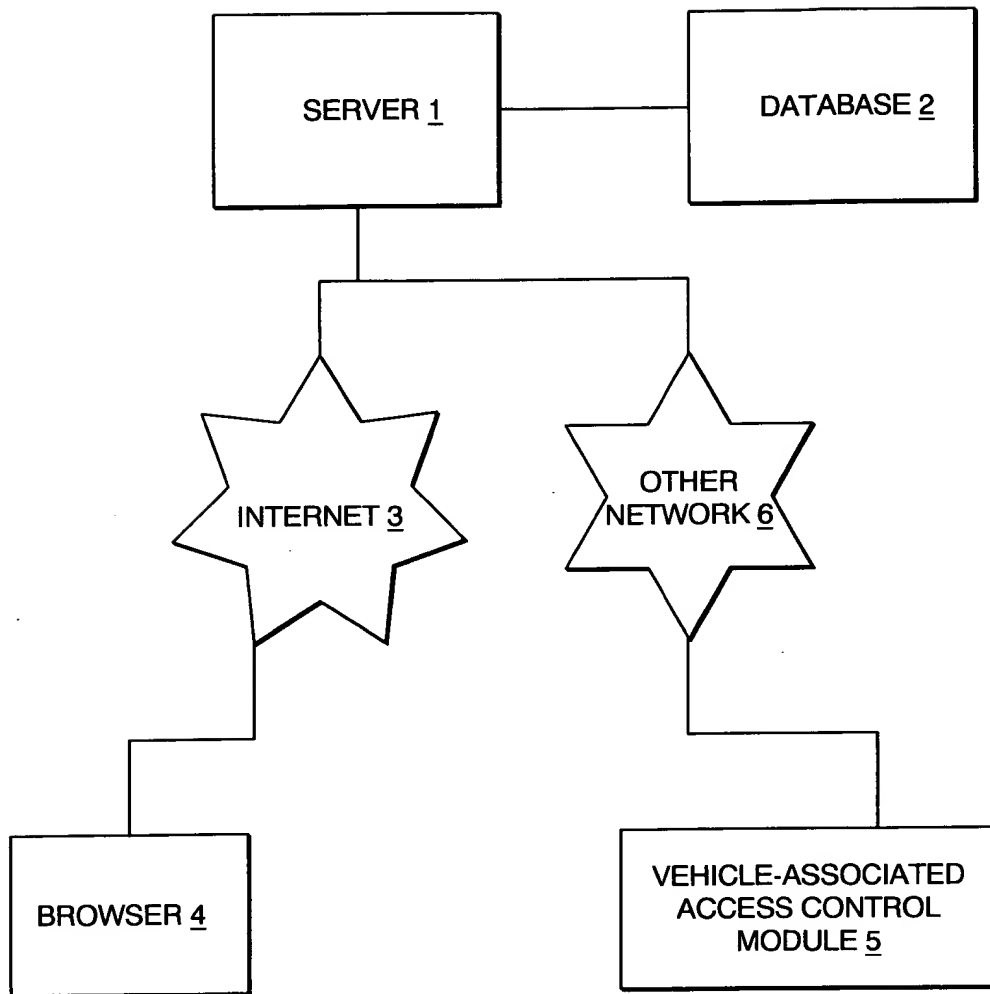 SERVER 1
DATABASE 2
INTERNET 3
OTHER
NETWORK 6
BROWSER 4
VEHICLE-ASSOCIATED
ACCESS CONTROL
MODULE 5